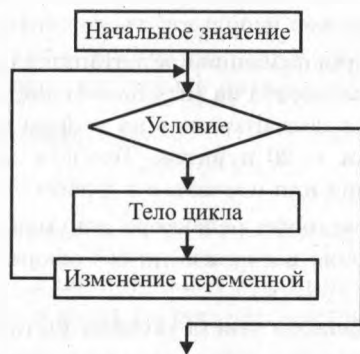 Начальное значение
Условие
Тело цикла
Изменение переменной